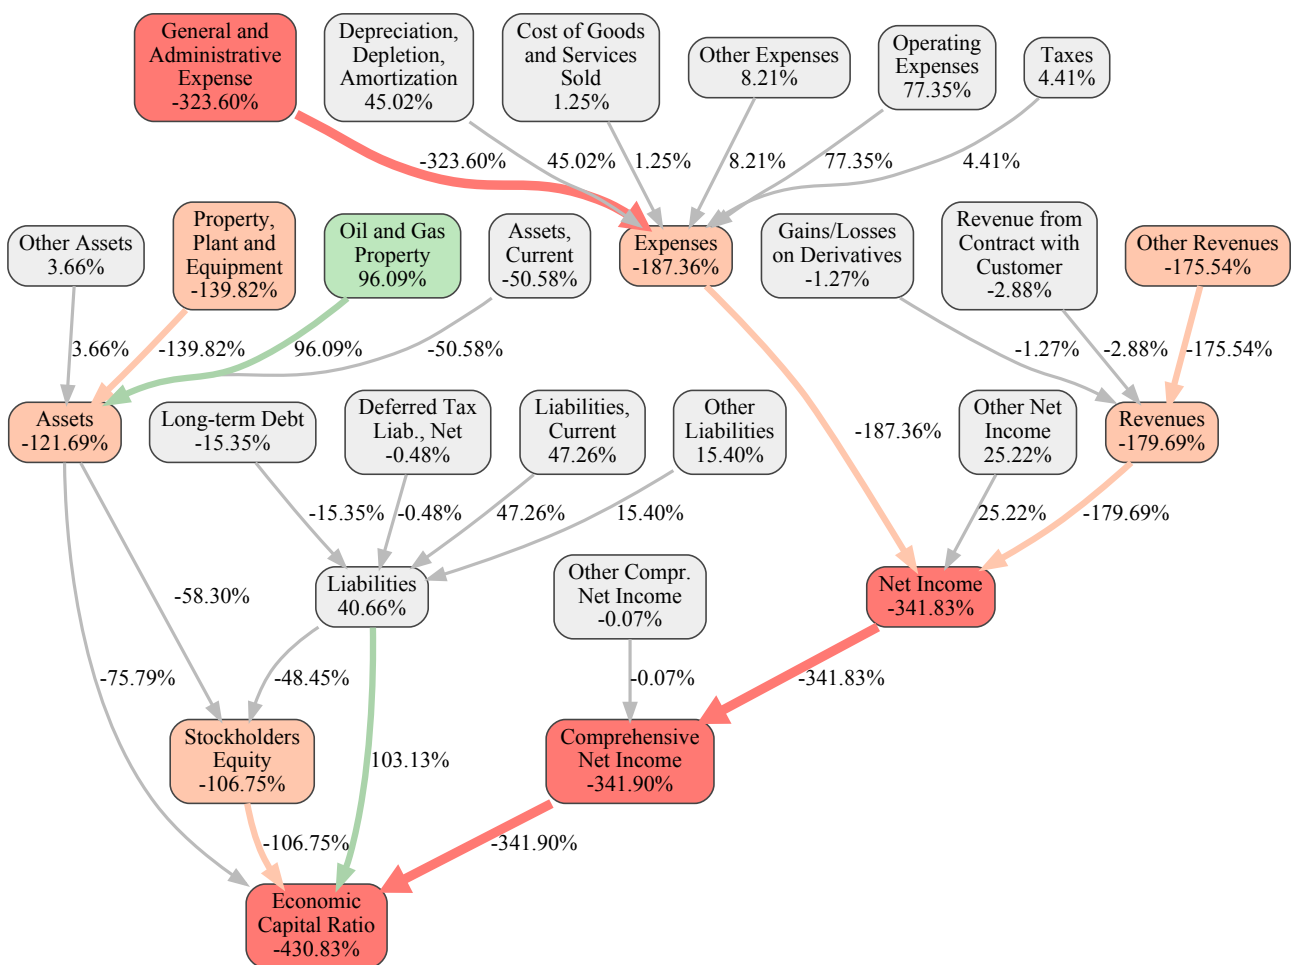 General and
Administrative
Expense
-323.60%
Depreciation,
Depletion,
Amortization
45.02%
Cost of Goods
and Services
Sold
1.25%
Other Expenses
8.21%
Operating
Expenses
77.35%
Taxes
4.41%
-323.60%
45.02%
1.25%
8.21%
77.35%
4.41%
Other Assets
3.66%
Property,
Plant and
Equipment
-139.82%
Oil and Gas
Property
96.09%
Assets,
Current
-50.58%
Expenses
-187.36%
Gains/Losses
on Derivatives
-1.27%
Revenue from
Contract with
Customer
-2.88%
Other Revenues
-175.54%
3.66%
-139.82%
96.09%
-50.58%
-1.27%
-2.88%
-175.54%
Assets
-121.69%
Long-term Debt
-15.35%
Deferred Tax
Liab., Net
-0.48%
Liabilities,
Current
47.26%
Other
Liabilities
15.40%
-187.36%
Other Net
Income
25.22%
Revenues
-179.69%
-15.35%
-0.48%
47.26%
15.40%
25.22%
-179.69%
-58.30%
Liabilities
40.66%
Other Compr.
Net Income
-0.07%
Net Income
-341.83%
-75.79%
-48.45%
-0.07%
-341.83%
Stockholders
Equity
-106.75%
103.13%
Comprehensive
Net Income
-341.90%
-106.75%
-341.90%
Economic
Capital Ratio
-430.83%